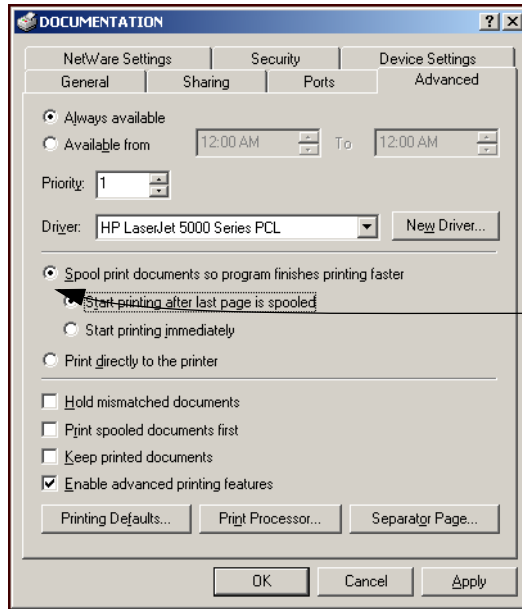 DOCUMENTATION
NetWare Settings Security Device Settings
General Sharing Ports Advanced
Always available
Available from 12:00 AM To 12:00 AM
Priority: 1
Driver: HP LaserJet 5000 Series PCL New Driver...
Spool print documents so program finishes printing faster
Start printing after last page is spooled
Start printing immediately
Print directly to the printer
Hold mismatched documents
Print spooled documents first
Keep printed documents
Enable advanced printing features
Printing Defaults... Print Processor... Separator Page...
OK Cancel Apply